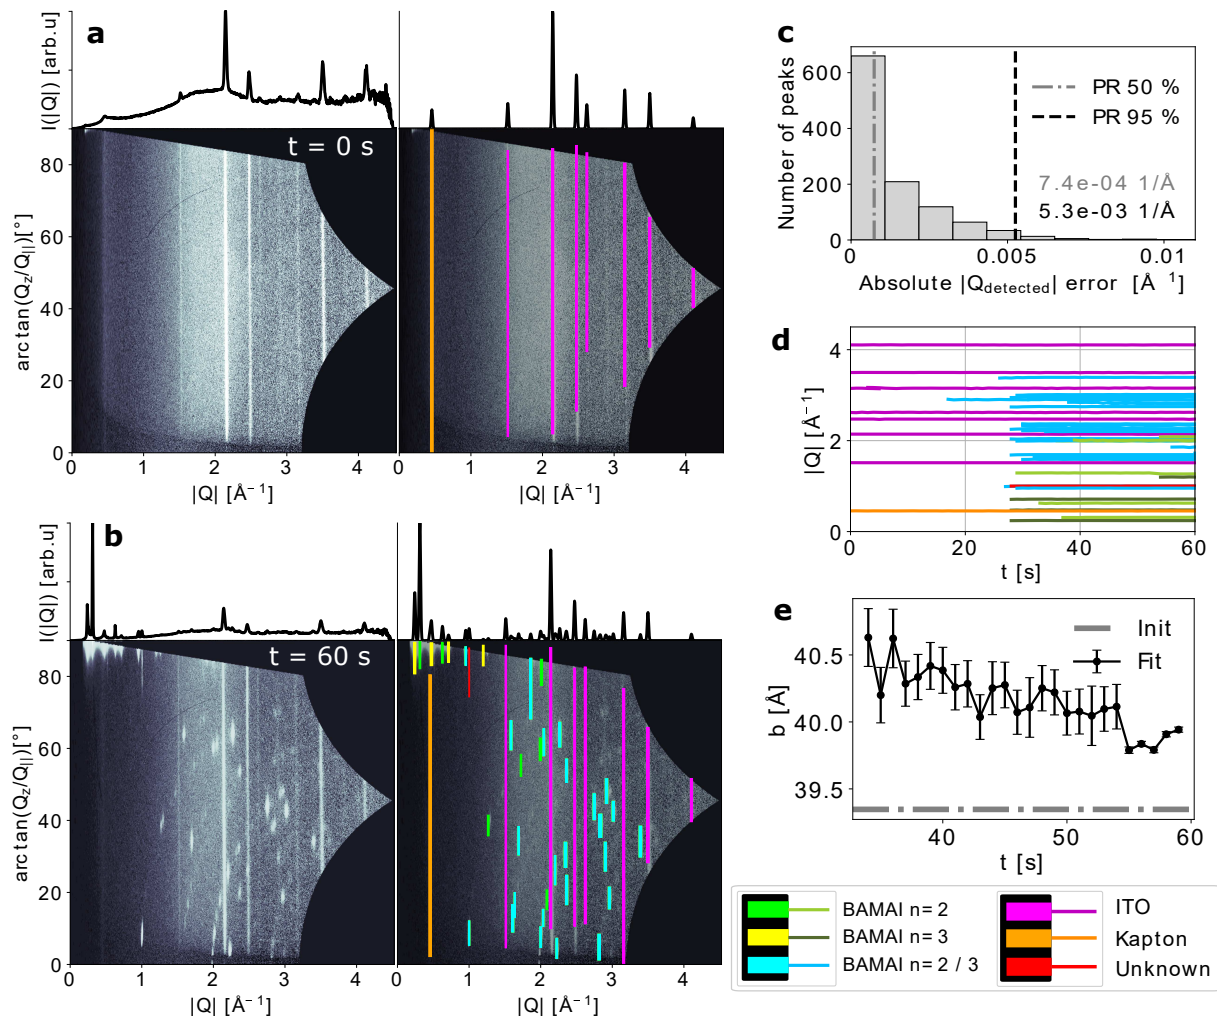 a
I(|Q|) [arb.u]
t = 0 s
arctan(Q_z/Q_||)[°]
80
60
40
20
0
0 1 2 3 4
|Q| [Å⁻¹]
0 1 2 3 4
|Q| [Å⁻¹]
b
I(|Q|) [arb.u]
t = 60 s
arctan(Q_z/Q_||)[°]
80
60
40
20
0
0 1 2 3 4
|Q| [Å⁻¹]
0 1 2 3 4
|Q| [Å⁻¹]
c
Number of peaks
600
400
200
0
PR 50 %
PR 95 %
7.4e-04 1/Å
5.3e-03 1/Å
0 0.005 0.01
Absolute |Q_detected| error [Å ¹]
d
|Q| [Å⁻¹]
4
2
0
0 20 40 60
t [s]
e
b [Å]
40.5
40.0
39.5
Init
Fit
40 50 60
t [s]
BAMAI n= 2
BAMAI n= 3
BAMAI n= 2 / 3
ITO
Kapton
Unknown